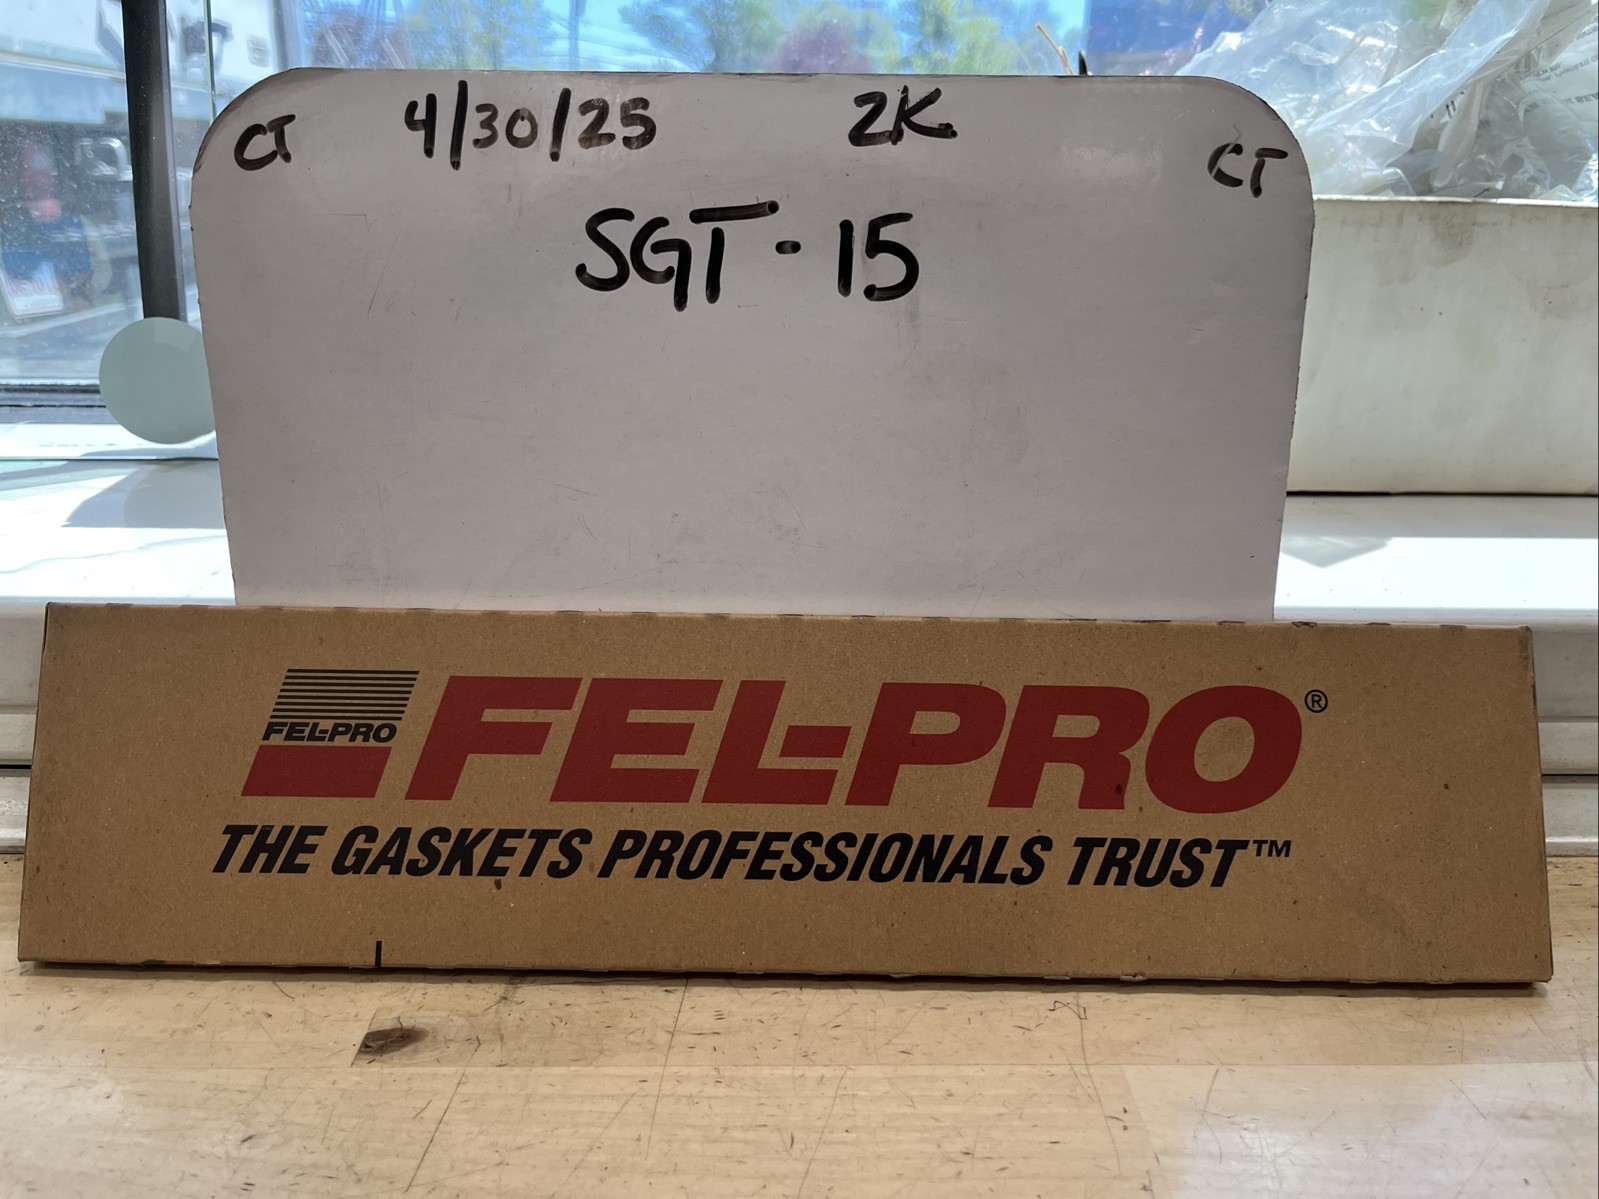 CT 4/30/25 2K CT
SGT-15
FEL-PRO
FEL-PRO®
THE GASKETS PROFESSIONALS TRUST™